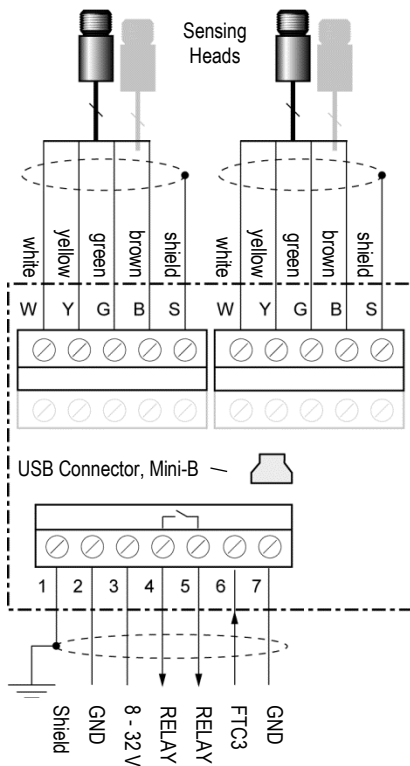 Sensing
Heads
white yellow green brown shield white yellow green brown shield
W Y G B S W Y G B S
USB Connector, Mini-B
1 2 3 4 5 6 7
Shield GND 8 - 32 V RELAY RELAY FTC3 GND